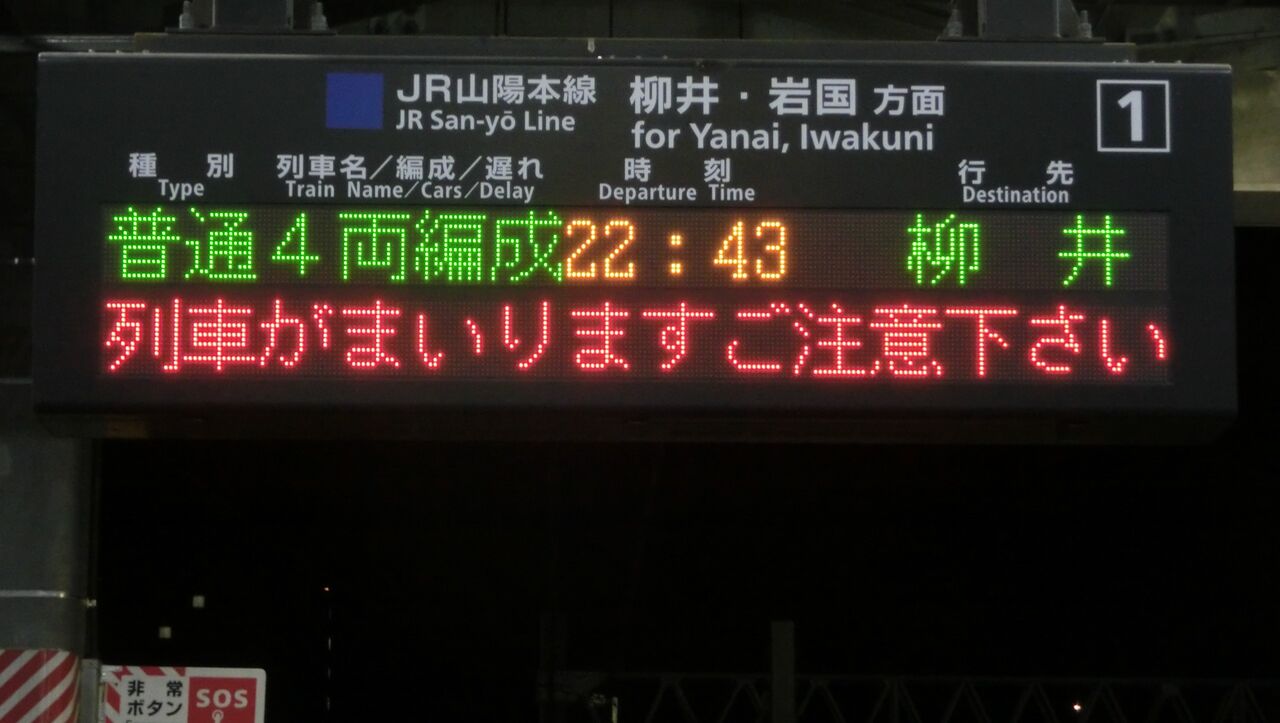 JR山陽本線 柳井・岩国 方面 1
JR San-yō Line for Yanai, Iwakuni
種別 列車名/編成/遅れ 時刻 行先
Type Train Name/Cars/Delay Departure Time Destination
普通4両編成 22:43 柳井
列車がまいりますご注意下さい
非常 SOS
ボタン